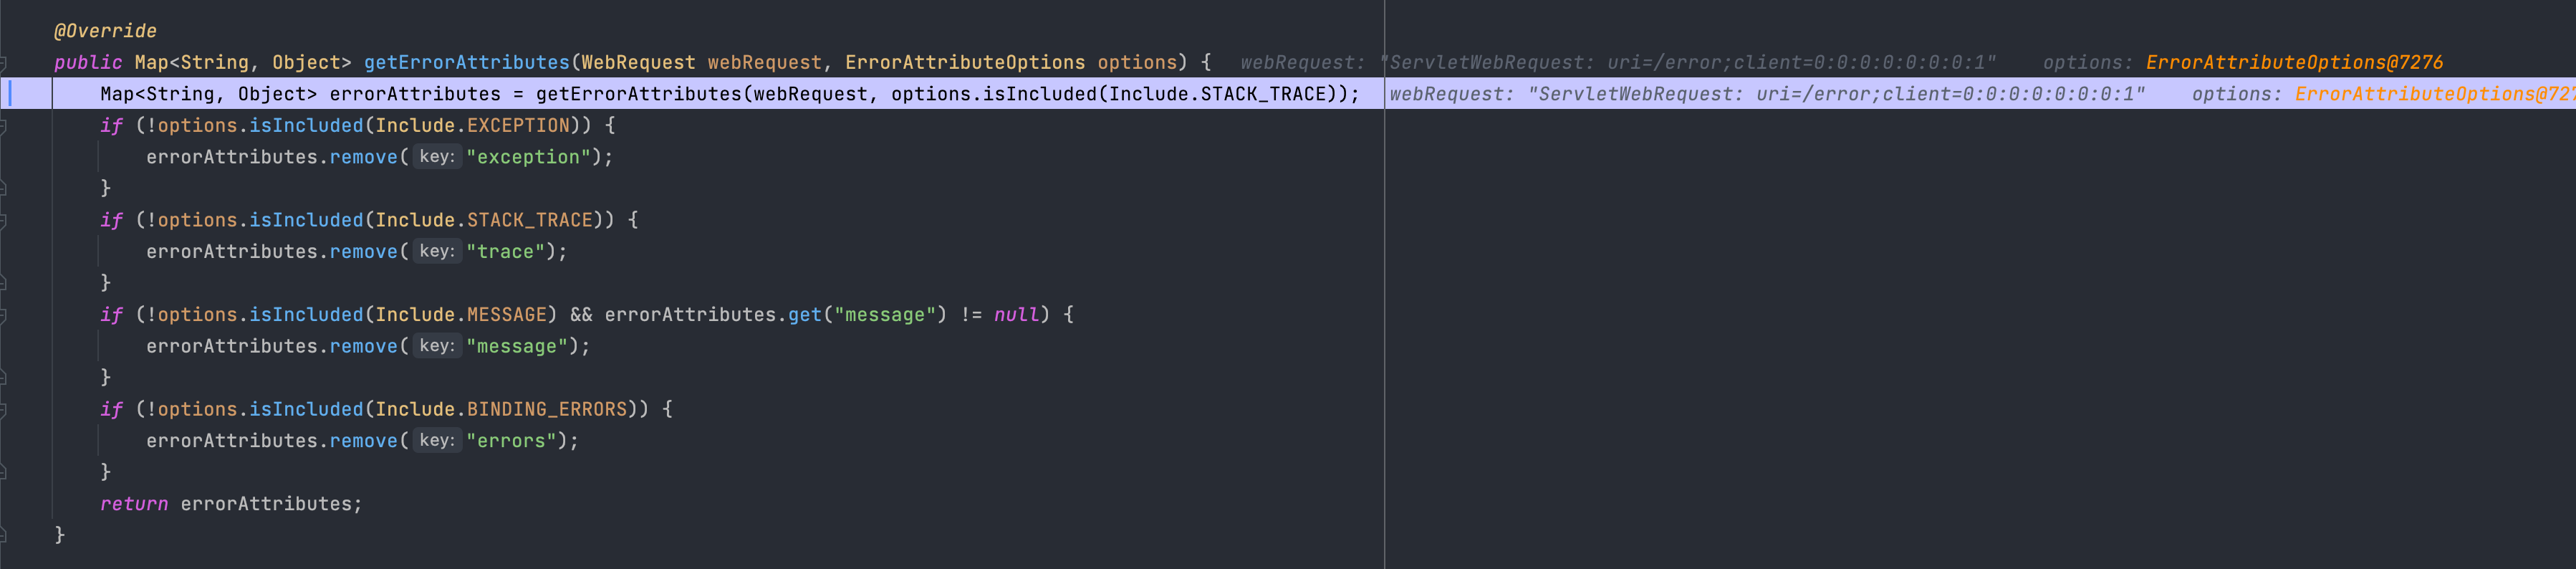 @Override
public Map<String, Object> getErrorAttributes(WebRequest webRequest, ErrorAttributeOptions options) { webRequest: "ServletWebRequest: uri=/error;client=0:0:0:0:0:0:0:1" options: ErrorAttributeOptions@7276
Map<String, Object> errorAttributes = getErrorAttributes(webRequest, options.isIncluded(Include.STACK_TRACE)); webRequest: "ServletWebRequest: uri=/error;client=0:0:0:0:0:0:0:1" options: ErrorAttributeOptions@727
if (!options.isIncluded(Include.EXCEPTION)) {
errorAttributes.remove( key: "exception");
}
if (!options.isIncluded(Include.STACK_TRACE)) {
errorAttributes.remove( key: "trace");
}
if (!options.isIncluded(Include.MESSAGE) && errorAttributes.get("message") != null) {
errorAttributes.remove( key: "message");
}
if (!options.isIncluded(Include.BINDING_ERRORS)) {
errorAttributes.remove( key: "errors");
}
return errorAttributes;
}